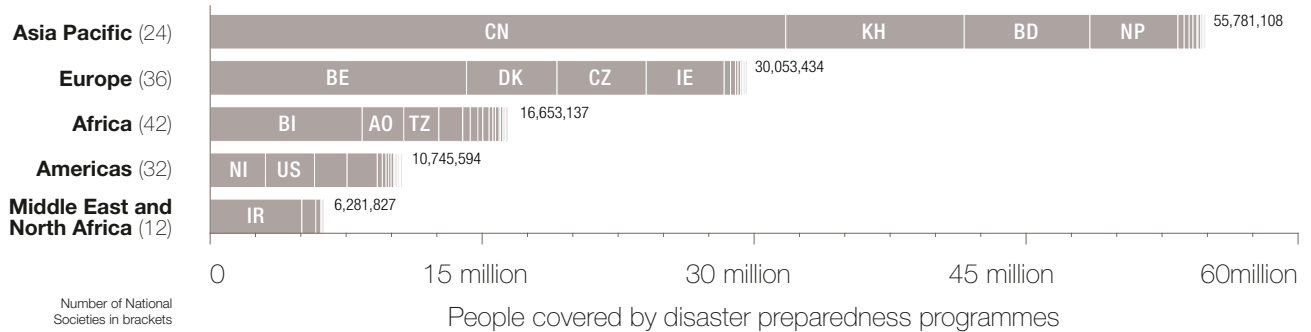 Asia Pacific (24) CN KH BD NP 55,781,108
Europe (36) BE DK CZ IE 30,053,434
Africa (42) BI AO TZ 16,653,137
Americas (32) NI US 10,745,594
Middle East and
North Africa (12) IR 6,281,827
0 15 million 30 million 45 million 60million
Number of National
Societies in brackets
People covered by disaster preparedness programmes